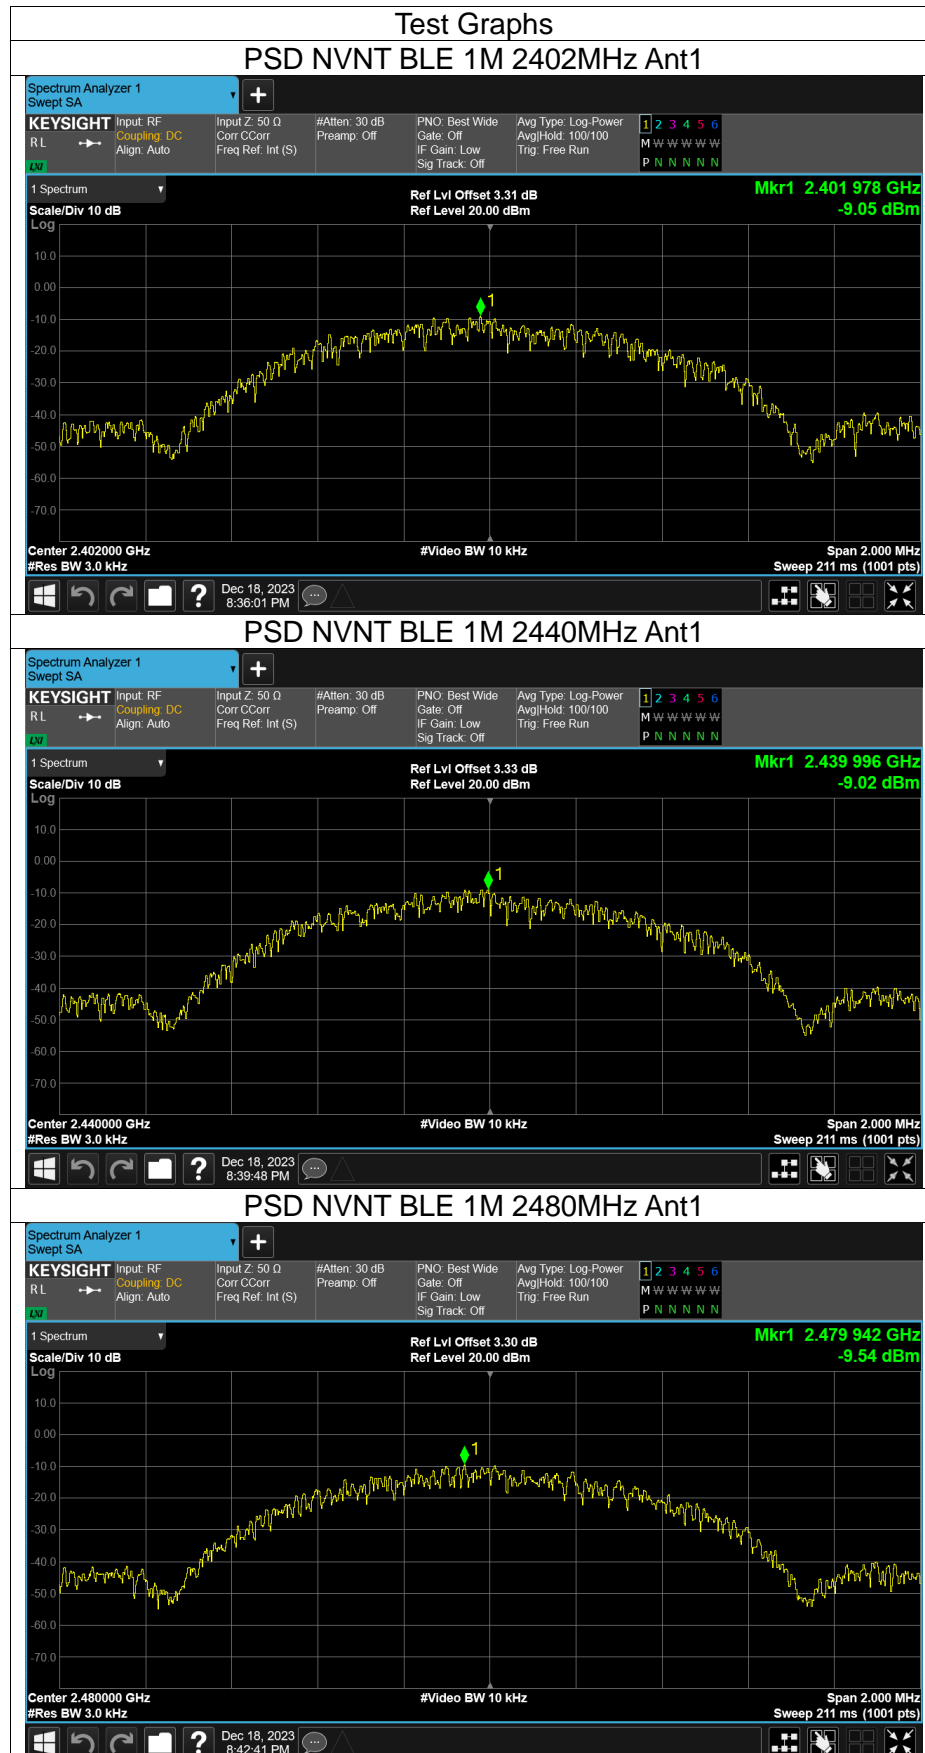 Test Graphs
PSD NVNT BLE 1M 2402MHz Ant1
Spectrum Analyzer 1
Swept SA
KEYSIGHT Input: RF Input Z: 50 Ω #Atten: 30 dB PNO: Best Wide Avg Type: Log-Power 1 2 3 4 5 6
RL Coupling: DC Corr CCorr Preamp: Off Gate: Off Avg|Hold: 100/100 M W W W W W
Align: Auto Freq Ref: Int (S) IF Gain: Low Trig: Free Run
LXI Sig Track: Off P N N N N N
1 Spectrum Ref Lvl Offset 3.31 dB Mkr1 2.401 978 GHz
Scale/Div 10 dB Ref Level 20.00 dBm -9.05 dBm
Log
10.0
0.00
1
-10.0
-20.0
-30.0
-40.0
-50.0
-60.0
-70.0
Center 2.402000 GHz #Video BW 10 kHz Span 2.000 MHz
#Res BW 3.0 kHz Sweep 211 ms (1001 pts)
? Dec 18, 2023
8:36:01 PM
PSD NVNT BLE 1M 2440MHz Ant1
Spectrum Analyzer 1
Swept SA
KEYSIGHT Input: RF Input Z: 50 Ω #Atten: 30 dB PNO: Best Wide Avg Type: Log-Power 1 2 3 4 5 6
RL Coupling: DC Corr CCorr Preamp: Off Gate: Off Avg|Hold: 100/100 M W W W W W
Align: Auto Freq Ref: Int (S) IF Gain: Low Trig: Free Run
LXI Sig Track: Off P N N N N N
1 Spectrum Ref Lvl Offset 3.33 dB Mkr1 2.439 996 GHz
Scale/Div 10 dB Ref Level 20.00 dBm -9.02 dBm
Log
10.0
0.00
1
-10.0
-20.0
-30.0
-40.0
-50.0
-60.0
-70.0
Center 2.440000 GHz #Video BW 10 kHz Span 2.000 MHz
#Res BW 3.0 kHz Sweep 211 ms (1001 pts)
? Dec 18, 2023
8:39:48 PM
PSD NVNT BLE 1M 2480MHz Ant1
Spectrum Analyzer 1
Swept SA
KEYSIGHT Input: RF Input Z: 50 Ω #Atten: 30 dB PNO: Best Wide Avg Type: Log-Power 1 2 3 4 5 6
RL Coupling: DC Corr CCorr Preamp: Off Gate: Off Avg|Hold: 100/100 M W W W W W
Align: Auto Freq Ref: Int (S) IF Gain: Low Trig: Free Run
LXI Sig Track: Off P N N N N N
1 Spectrum Ref Lvl Offset 3.30 dB Mkr1 2.479 942 GHz
Scale/Div 10 dB Ref Level 20.00 dBm -9.54 dBm
Log
10.0
0.00
1
-10.0
-20.0
-30.0
-40.0
-50.0
-60.0
-70.0
Center 2.480000 GHz #Video BW 10 kHz Span 2.000 MHz
#Res BW 3.0 kHz Sweep 211 ms (1001 pts)
? Dec 18, 2023
8:42:41 PM